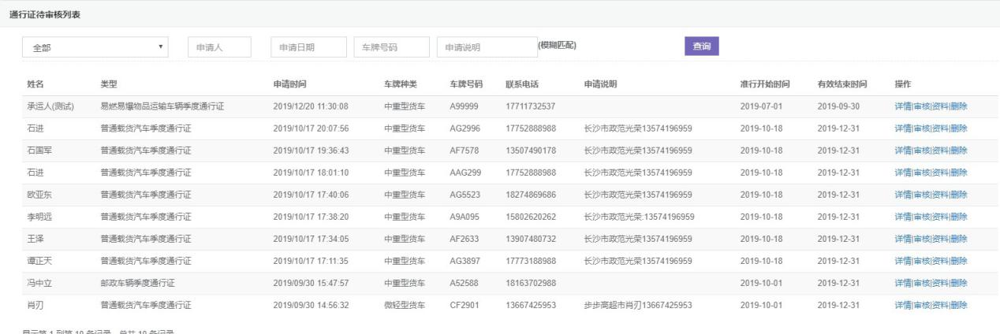 通行证待审核列表
全部 申请人 申请日期 车牌号码 申请说明 (模糊匹配) 查询
姓名 类型 申请时间 车牌种类 车牌号码 联系电话 申请说明 准行开始时间 有效结束时间 操作
承运人(测试) 易燃易爆物品运输车辆季度通行证 2019/12/20 11:30:08 中重型货车 A99999 17711732537 2019-07-01 2019-09-30 详情|审核|资料|删除
石进 普通载货汽车季度通行证 2019/10/17 20:07:56 中重型货车 AG2996 17752888988 长沙市政范光荣13574196959 2019-10-18 2019-12-31 详情|审核|资料|删除
石国军 普通载货汽车季度通行证 2019/10/17 19:36:43 中重型货车 AF7578 13507490178 长沙市政范光荣13574196959 2019-10-18 2019-12-31 详情|审核|资料|删除
石进 普通载货汽车季度通行证 2019/10/17 18:01:10 中重型货车 AAG299 17752888988 长沙市政范光荣13574196959 2019-10-18 2019-12-31 详情|审核|资料|删除
欧亚东 普通载货汽车季度通行证 2019/10/17 17:40:06 中重型货车 AG5523 18274869686 长沙市政范光荣13574196959 2019-10-18 2019-12-31 详情|审核|资料|删除
李明远 普通载货汽车季度通行证 2019/10/17 17:38:20 中重型货车 A9A095 15802620262 长沙市政范光荣:13574196959 2019-10-18 2019-12-31 详情|审核|资料|删除
王泽 普通载货汽车季度通行证 2019/10/17 17:34:05 中重型货车 AF2633 13907480732 长沙市政范光荣13574196959 2019-10-18 2019-12-31 详情|审核|资料|删除
谭正天 普通载货汽车季度通行证 2019/10/17 17:11:35 中重型货车 AG3897 17773188988 长沙市政范光荣13574196959 2019-10-18 2019-12-31 详情|审核|资料|删除
冯中立 邮政车辆季度通行证 2019/09/30 15:47:57 中重型货车 A52588 18163702988 2019-10-01 2019-12-31 详情|审核|资料|删除
肖刃 普通载货汽车季度通行证 2019/09/30 14:56:32 微轻型货车 CF2901 13667425953 步步高超市肖刃13667425953 2019-10-01 2019-12-31 详情|审核|资料|删除
显示第 1 到第 10 条记录，总共 10 条记录